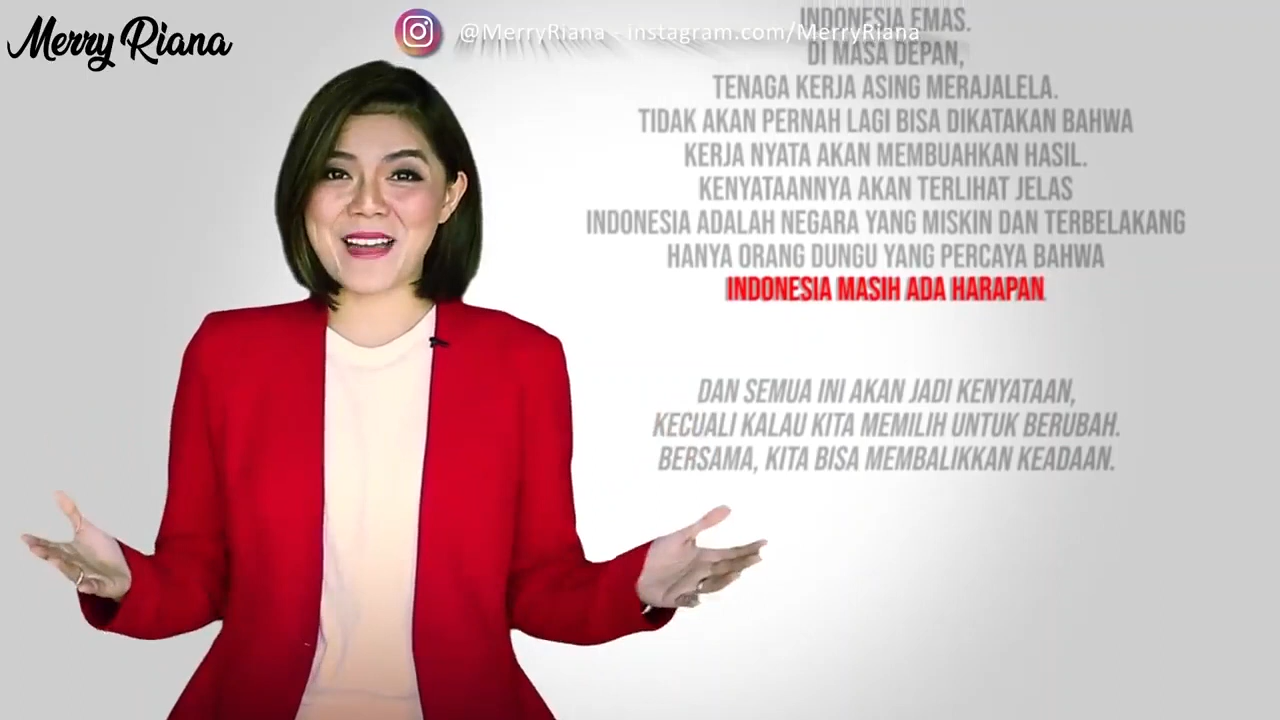 Merry Riana
@MerryRiana - instagram.com/MerryRiana
INDONESIA EMAS.
DI MASA DEPAN,
TENAGA KERJA ASING MERAJALELA.
TIDAK AKAN PERNAH LAGI BISA DIKATAKAN BAHWA
KERJA NYATA AKAN MEMBUAHKAN HASIL.
KENYATAANNYA AKAN TERLIHAT JELAS
INDONESIA ADALAH NEGARA YANG MISKIN DAN TERBELAKANG
HANYA ORANG DUNGU YANG PERCAYA BAHWA
INDONESIA MASIH ADA HARAPAN
DAN SEMUA INI AKAN JADI KENYATAAN,
KECUALI KALAU KITA MEMILIH UNTUK BERUBAH.
BERSAMA, KITA BISA MEMBALIKKAN KEADAAN.